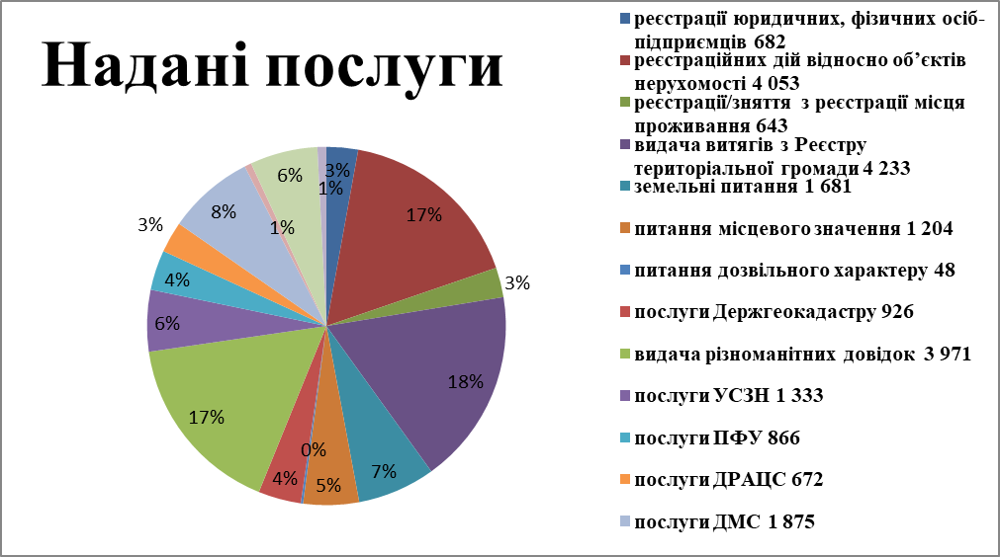 Надані послуги
реєстрації юридичних, фізичних осіб-
підприємців 682
реєстраційних дій відносно об’єктів
нерухомості 4 053
реєстрації/зняття з реєстрації місця
проживання 643
видача витягів з Реєстру
територіальної громади 4 233
земельні питання 1 681
питання місцевого значення 1 204
питання дозвільного характеру 48
послуги Держгеокадастру 926
видача різноманітних довідок 3 971
послуги УСЗН 1 333
послуги ПФУ 866
послуги ДРАЦС 672
послуги ДМС 1 875
3%
17%
3%
18%
7%
5%
0%
4%
17%
6%
4%
3%
8%
1%
6%
1%